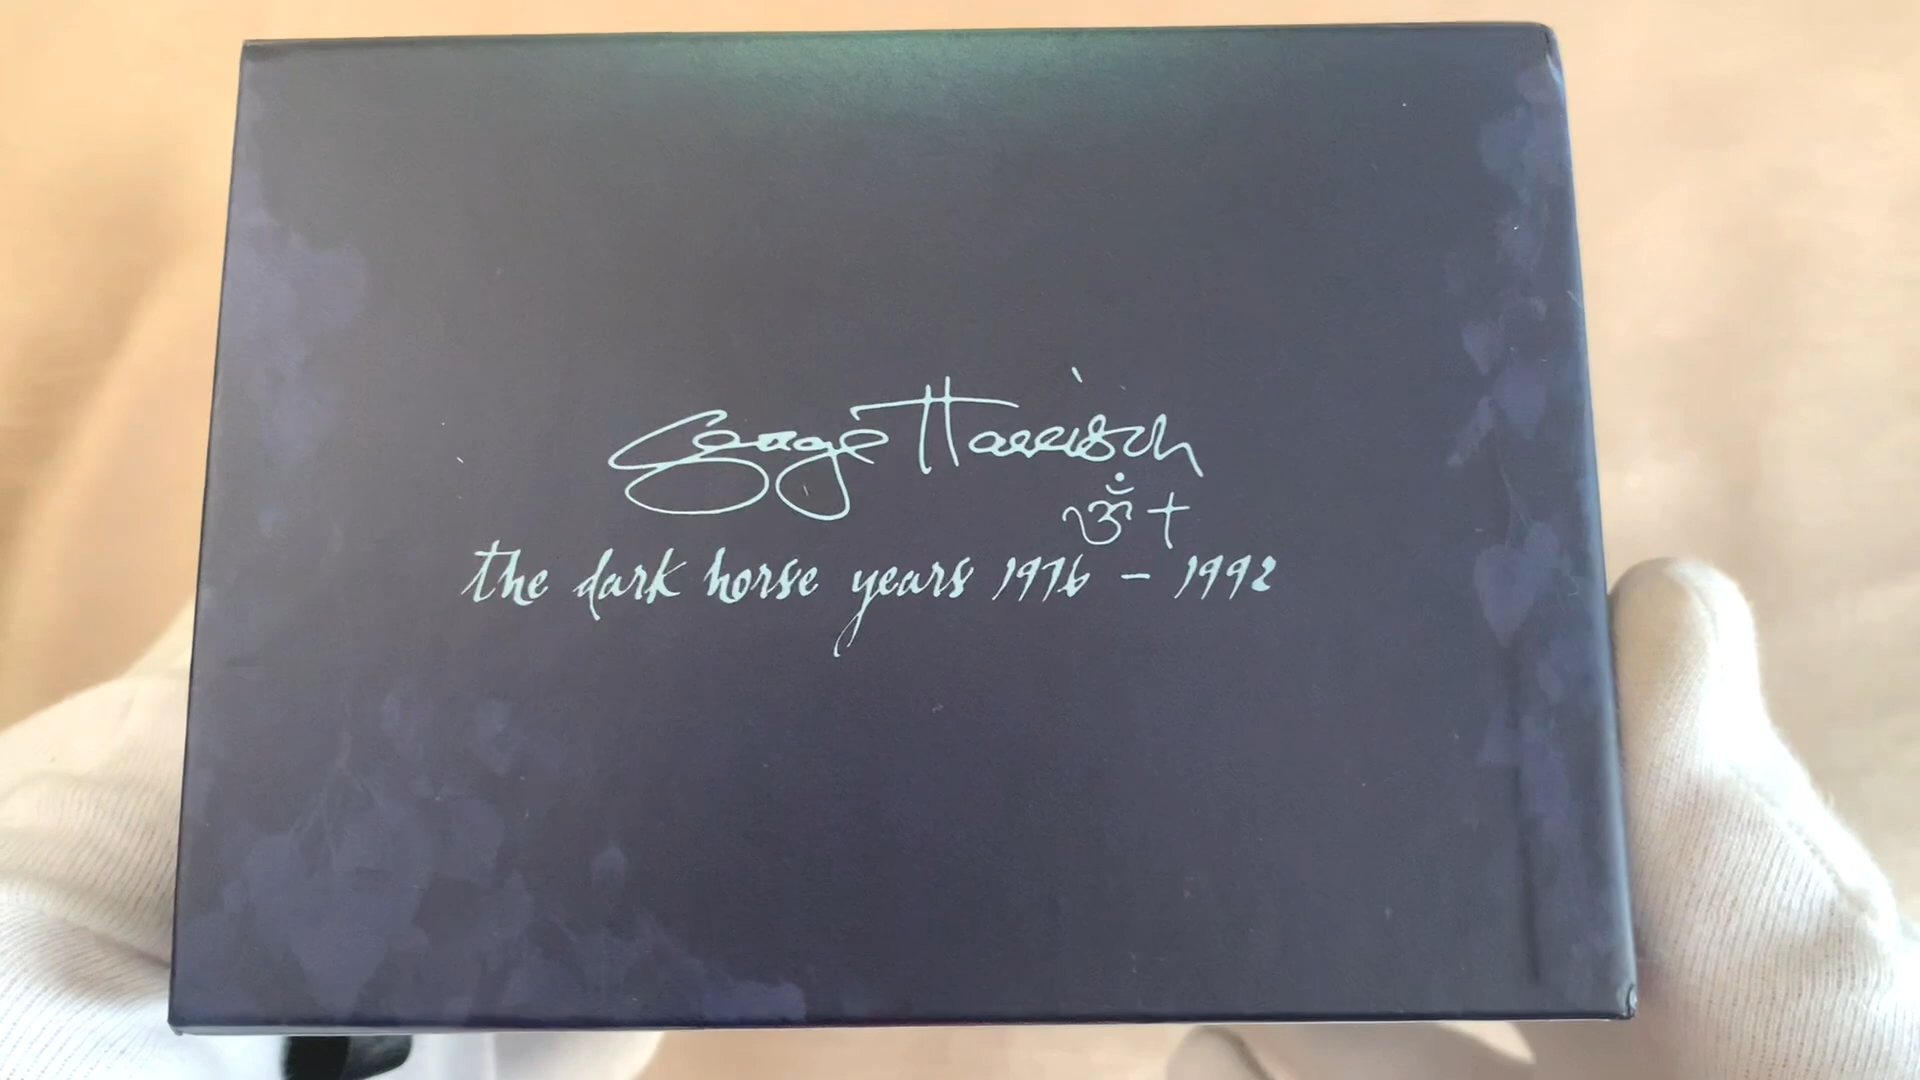 George Harrison
ॐ +
the dark horse years 1976 – 1992